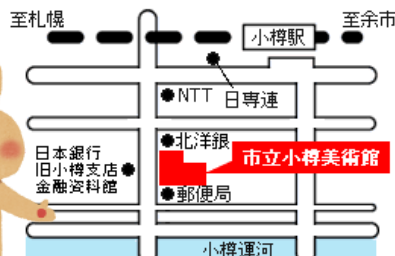 至札幌
至余市
小樽駅
NTT
日専連
北洋銀
市立小樽美術館
日本銀行
旧小樽支店
金融資料館
郵便局
小樽運河